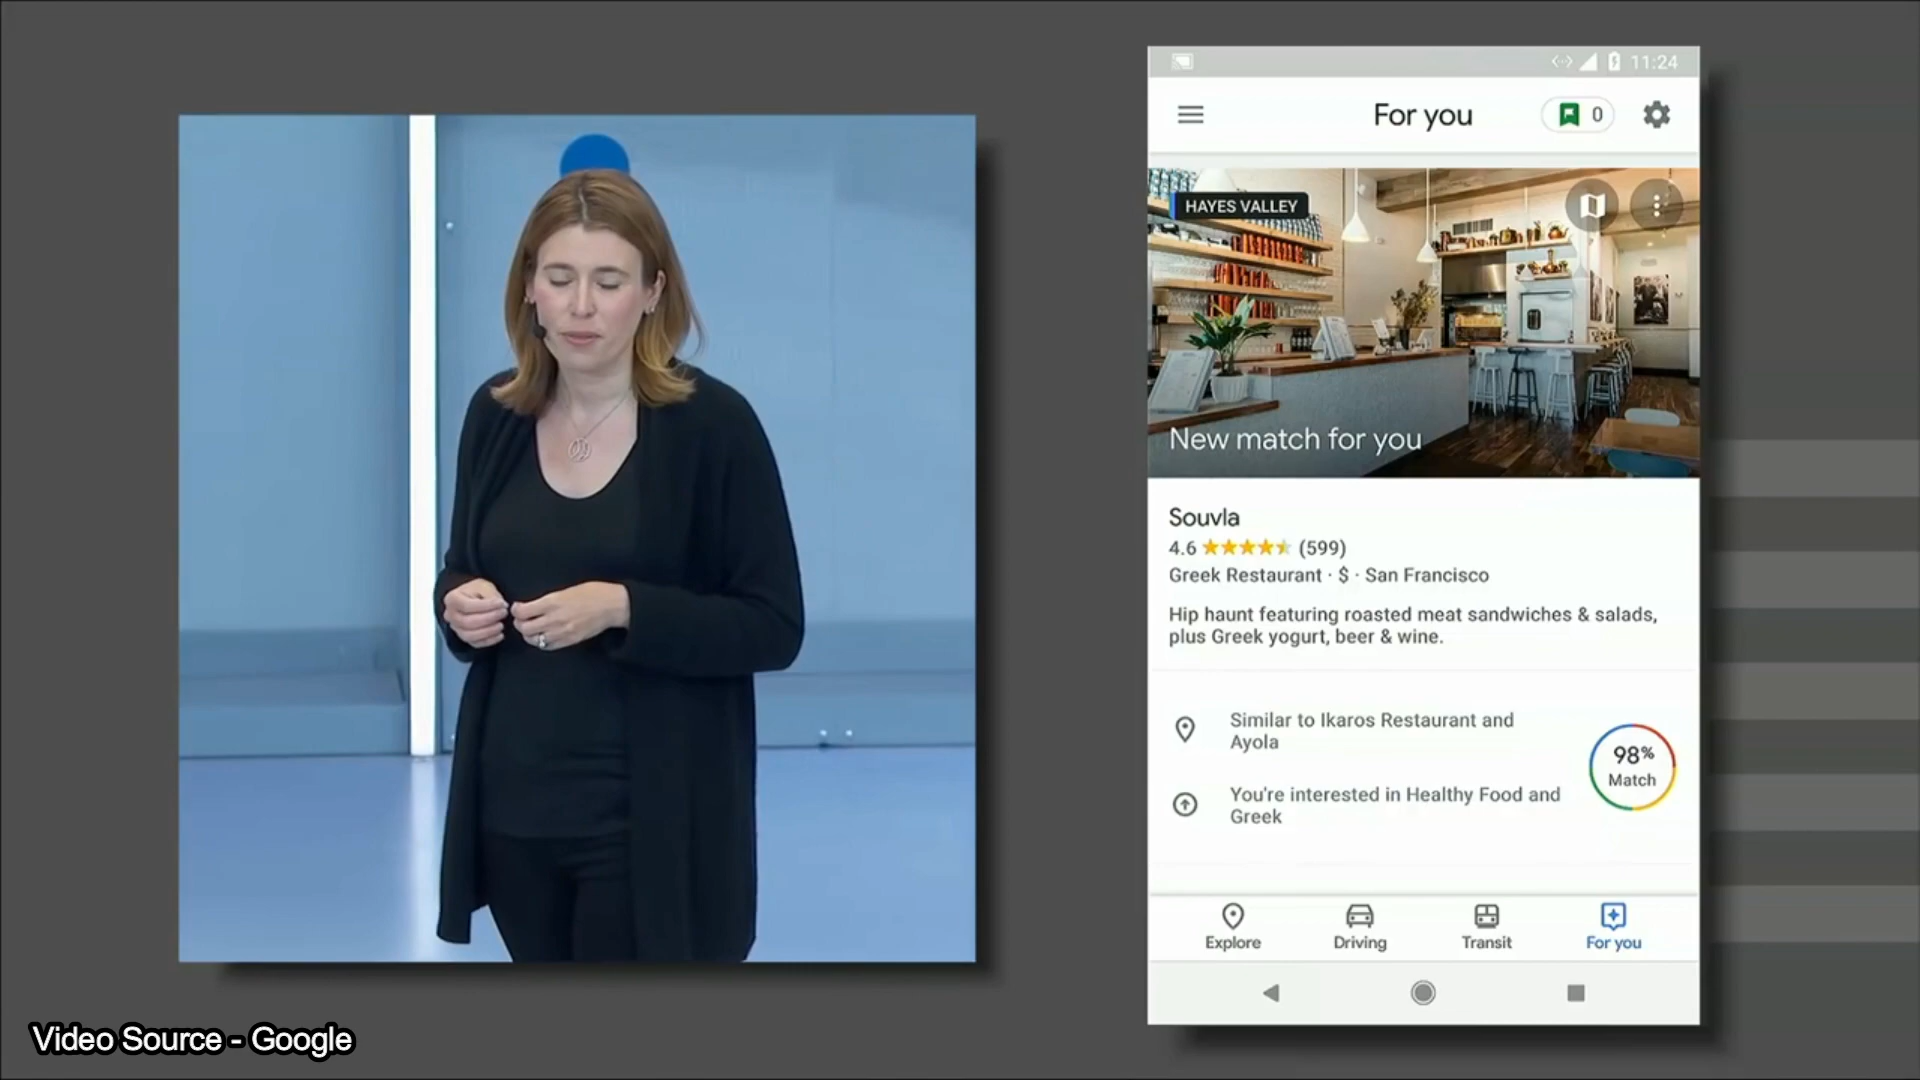 11:24
For you
0
HAYES VALLEY
New match for you
Souvla
4.6 (599)
Greek Restaurant · $ · San Francisco
Hip haunt featuring roasted meat sandwiches & salads,
plus Greek yogurt, beer & wine.
Similar to Ikaros Restaurant and
Ayola
98%
Match
You're interested in Healthy Food and
Greek
Explore
Driving
Transit
For you
Video Source - Google